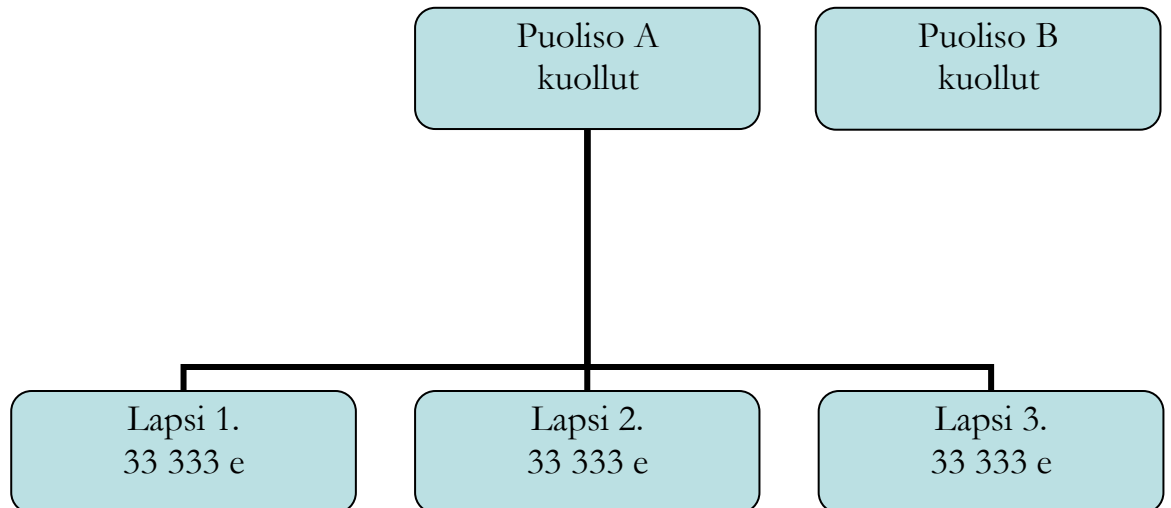 Puoliso A
kuollut
Puoliso B
kuollut
Lapsi 1.
33 333 e
Lapsi 2.
33 333 e
Lapsi 3.
33 333 e